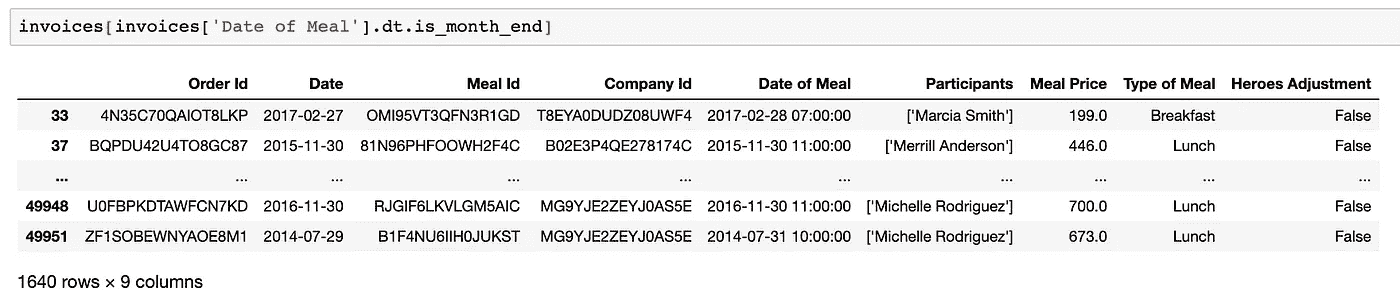 invoices[invoices['Date of Meal'].dt.is_month_end]
Order Id Date Meal Id Company Id Date of Meal Participants Meal Price Type of Meal Heroes Adjustment
33 4N35C70QAIOT8LKP 2017-02-27 OMI95VT3QFN3R1GD T8EYA0DUDZ08UWF4 2017-02-28 07:00:00 ['Marcia Smith'] 199.0 Breakfast False
37 BQPDU42U4TO8GC87 2015-11-30 81N96PHFOOWH2F4C B02E3P4QE278174C 2015-11-30 11:00:00 ['Merrill Anderson'] 446.0 Lunch False
... ... ... ... ... ... ... ... ... ...
49948 U0FBPKDTAWFCN7KD 2016-11-30 RJGIF6LKVLGM5AIC MG9YJE2ZEYJ0AS5E 2016-11-30 11:00:00 ['Michelle Rodriguez'] 700.0 Lunch False
49951 ZF1SOBEWNYAOE8M1 2014-07-29 B1F4NU6IIH0JUKST MG9YJE2ZEYJ0AS5E 2014-07-31 10:00:00 ['Michelle Rodriguez'] 673.0 Lunch False
1640 rows × 9 columns